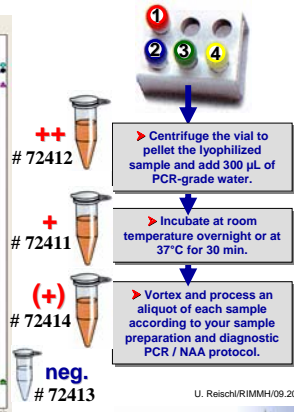 1
2 3 4
++
# 72412
➤ Centrifuge the vial to
pellet the lyophilized
sample and add 300 µL of
PCR-grade water.
+
# 72411
➤ Incubate at room
temperature overnight or at
37°C for 30 min.
(+)
# 72414
➤ Vortex and process an
aliquot of each sample
according to your sample
preparation and diagnostic
PCR / NAA protocol.
neg.
# 72413
U. Reischl/RIMMH/09.20